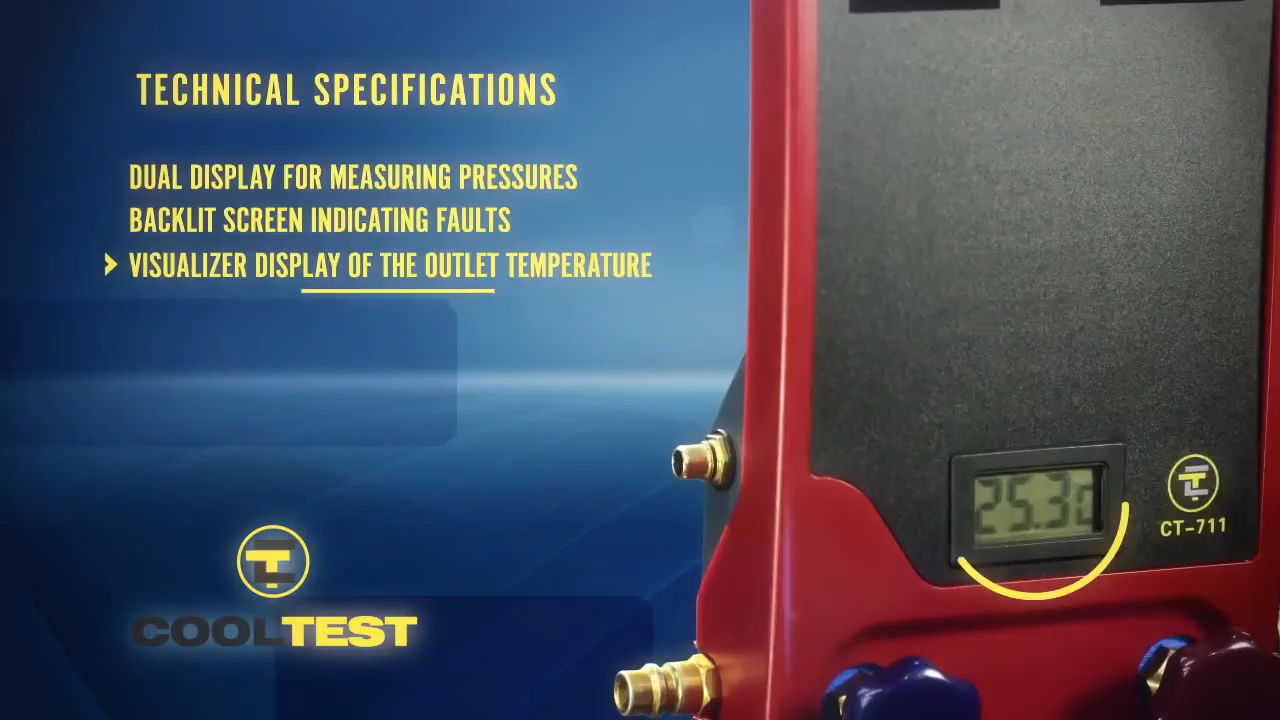 TECHNICAL SPECIFICATIONS
DUAL DISPLAY FOR MEASURING PRESSURES
BACKLIT SCREEN INDICATING FAULTS
> VISUALIZER DISPLAY OF THE OUTLET TEMPERATURE
25.3
CT-711
COOLTEST